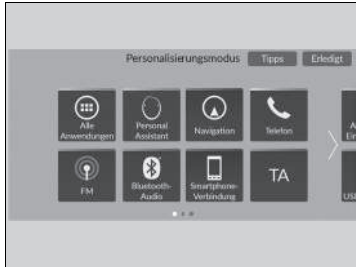 Personalisierungsmodus Tipps Erledigt
Alle
Anwendungen
Personal
Assistant
Navigation
Telefon
FM
Bluetooth-
Audio
Smartphone-
Verbindung
TA